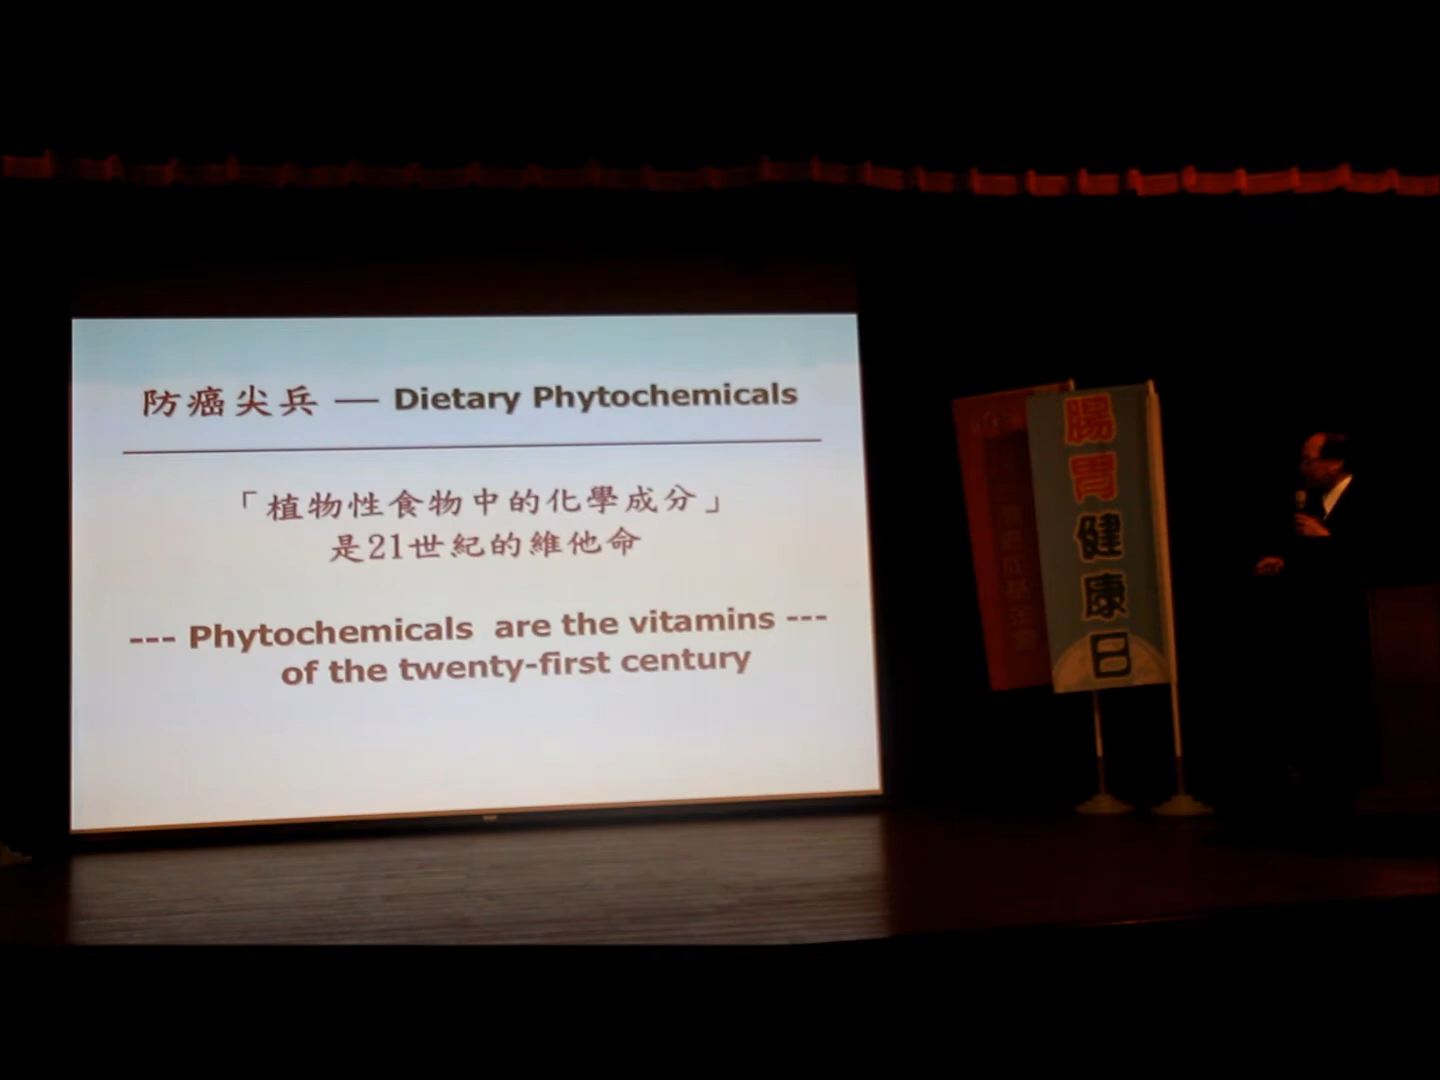 防癌尖兵 — Dietary Phytochemicals
「植物性食物中的化學成分」
是21世紀的維他命
--- Phytochemicals are the vitamins ---
of the twenty-first century
腸胃健康日